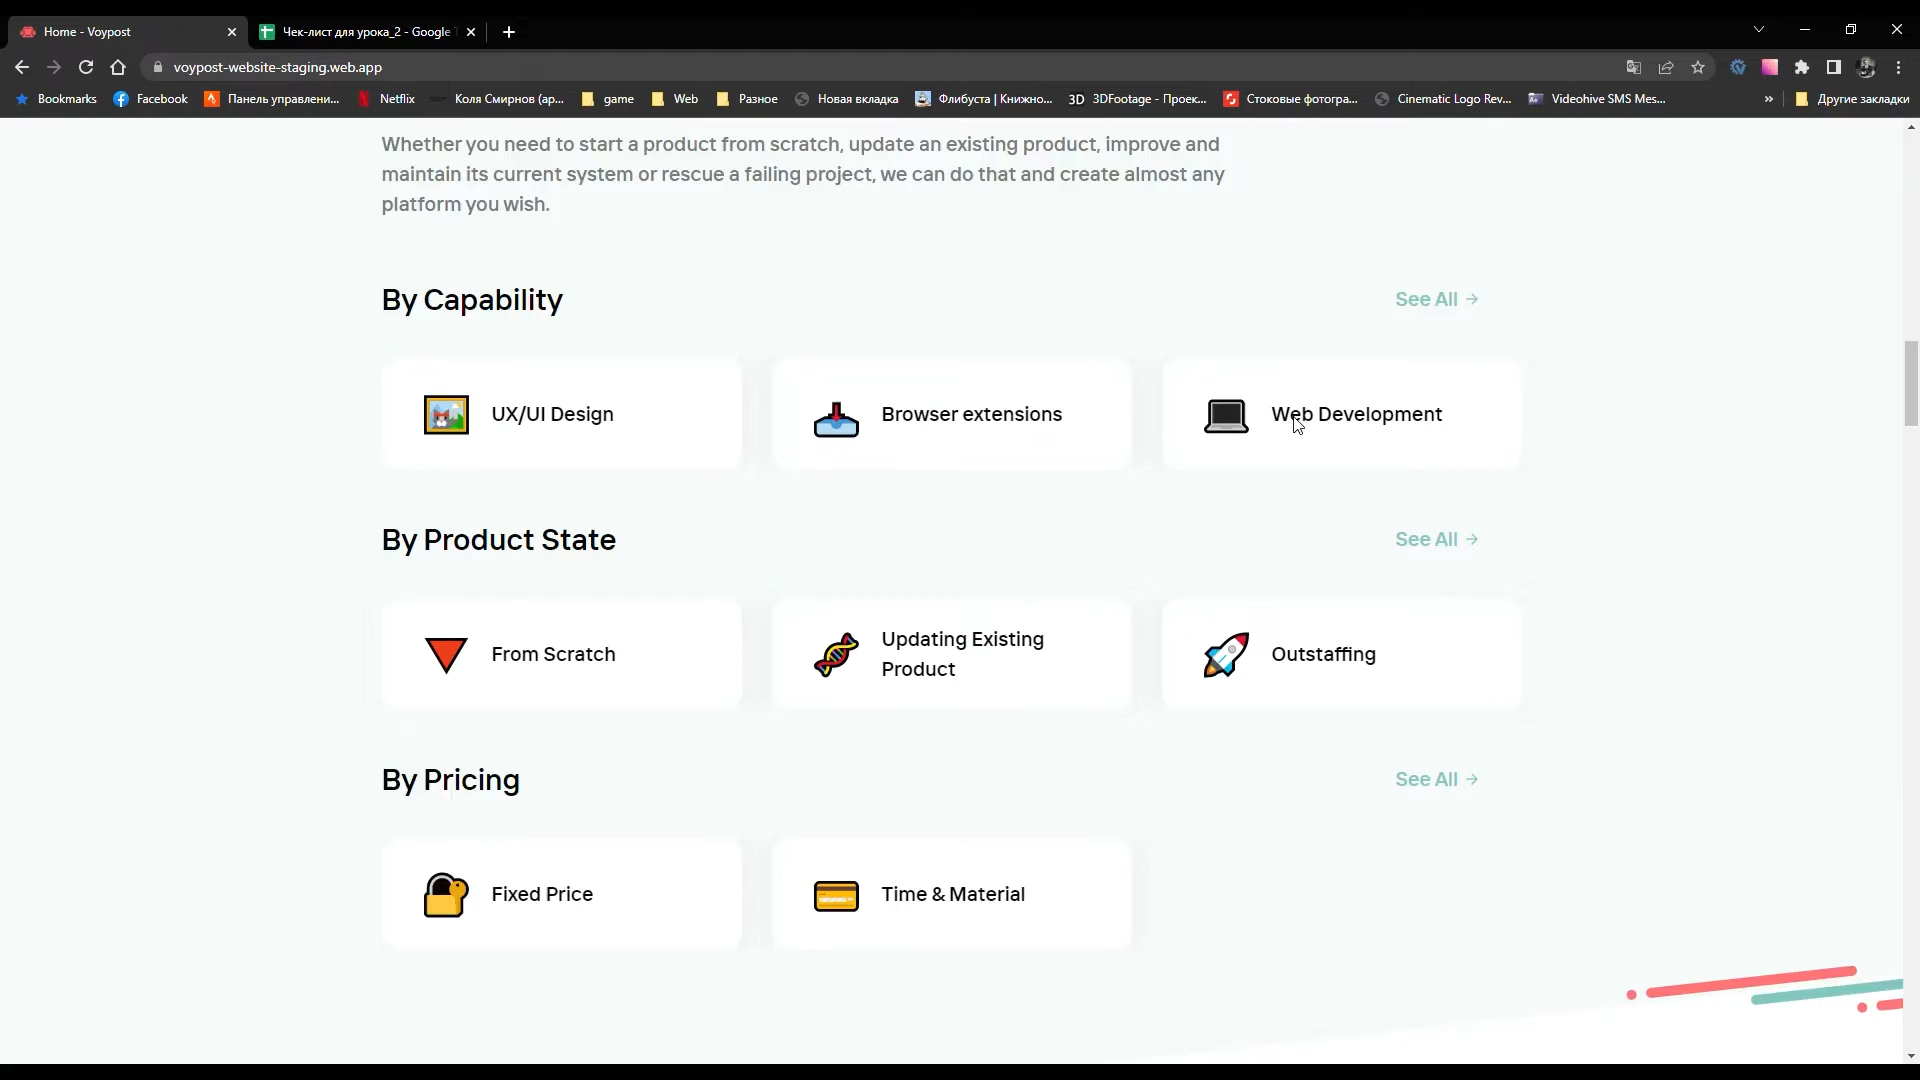 Home - Voypost
Чек-лист для урока_2 - Google
voypost-website-staging.web.app
Bookmarks
Facebook
Панель управлени...
Netflix
Коля Смирнов (ар...
game
Web
Разное
Новая вкладка
Флибуста | Книжно...
3D 3DFootage - Проек...
Стоковые фотогра...
Cinematic Logo Rev...
Videohive SMS Mes...
»
Другие закладки
Whether you need to start a product from scratch, update an existing product, improve and
maintain its current system or rescue a failing project, we can do that and create almost any
platform you wish.
By Capability
See All →
UX/UI Design
Browser extensions
Web Development
By Product State
See All →
From Scratch
Updating Existing
Product
Outstaffing
By Pricing
See All →
Fixed Price
Time & Material